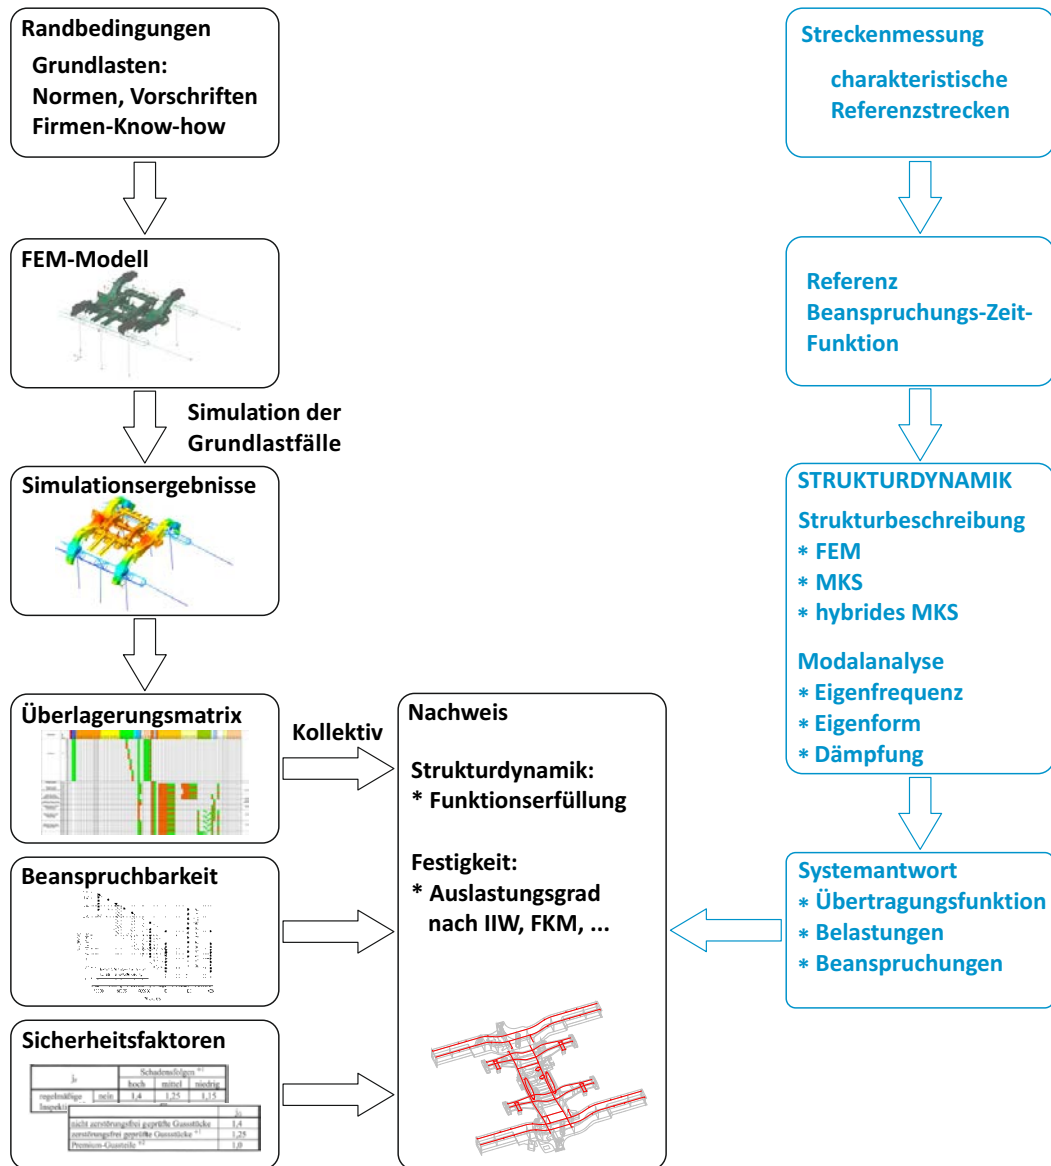 Randbedingungen
Grundlasten:
Normen, Vorschriften
Firmen-Know-how
FEM-Modell
Simulation der
Grundlastfälle
Simulationsergebnisse
Überlagerungsmatrix
Kollektiv
Beanspruchbarkeit
Sicherheitsfaktoren
Schadensfolgen
hoch mittel niedrig
regelmäßige nein 1,4 1,25 1,15
nicht zerstörungsfrei geprüfte Gussstücke 1,4
zerstörungsfrei geprüfte Gussstücke 1,25
Premium-Gussteile 1,0
Nachweis
Strukturdynamik:
* Funktionserfüllung
Festigkeit:
* Auslastungsgrad
nach IIW, FKM, ...
Streckenmessung
charakteristische
Referenzstrecken
Referenz
Beanspruchungs-Zeit-
Funktion
STRUKTURDYNAMIK
Strukturbeschreibung
* FEM
* MKS
* hybrides MKS
Modalanalyse
* Eigenfrequenz
* Eigenform
* Dämpfung
Systemantwort
* Übertragungsfunktion
* Belastungen
* Beanspruchungen